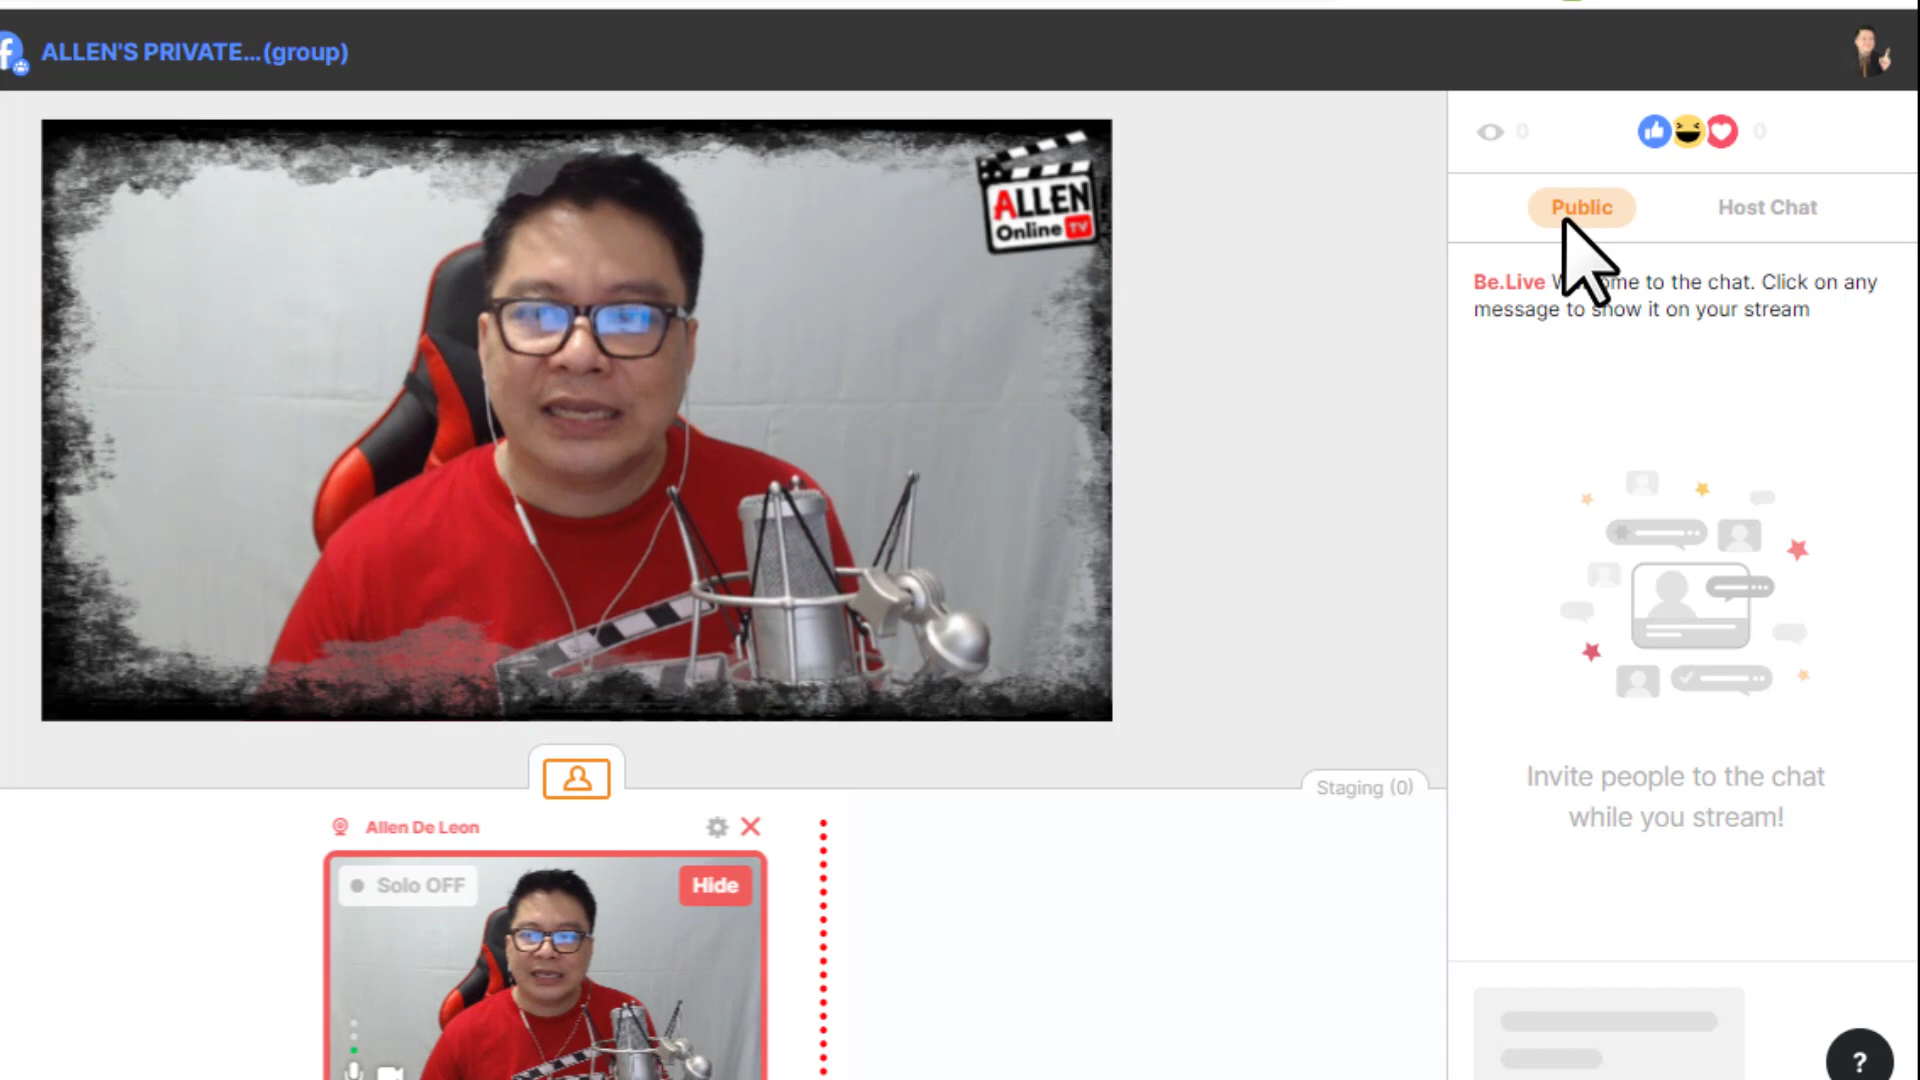 ALLEN'S PRIVATE...(group)
0
0
ALLEN
Online TV
Public
Host Chat
Be.Live W me to the chat. Click on any
message to show it on your stream
Invite people to the chat
while you stream!
Staging (0)
Allen De Leon
Solo OFF
Hide
?